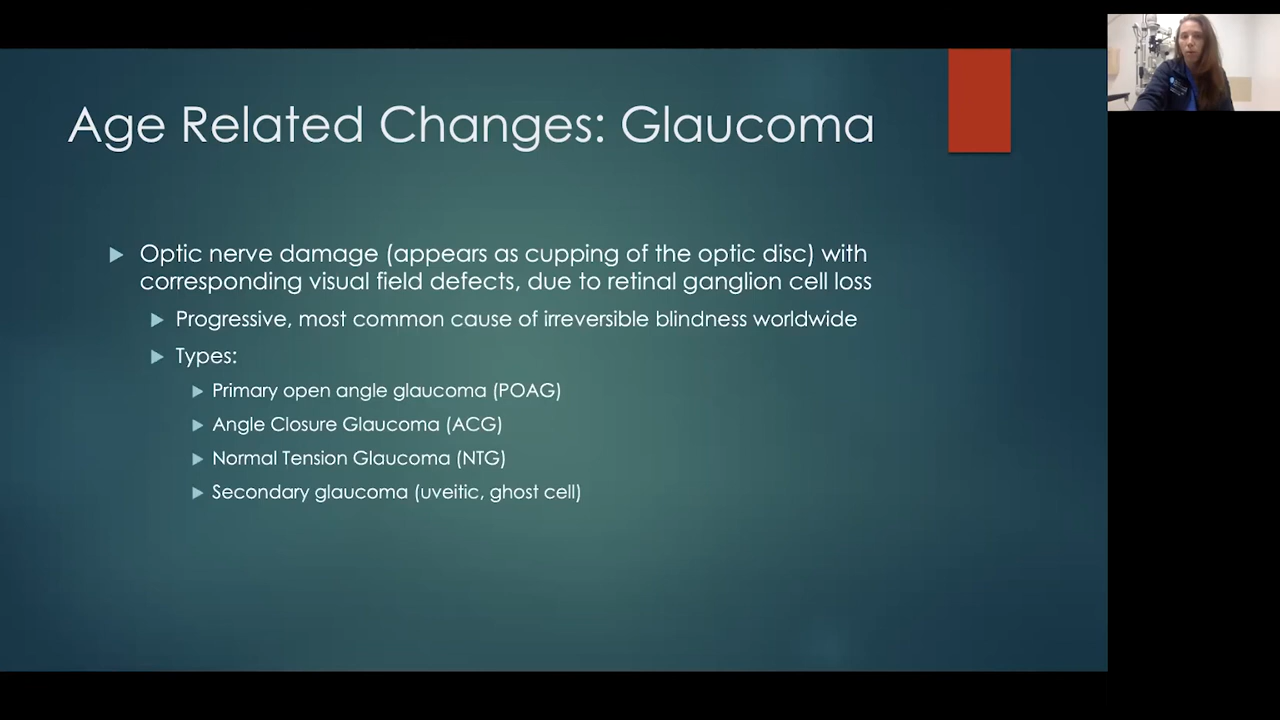 Age Related Changes: Glaucoma
Optic nerve damage (appears as cupping of the optic disc) with
corresponding visual field defects, due to retinal ganglion cell loss
Progressive, most common cause of irreversible blindness worldwide
Types:
Primary open angle glaucoma (POAG)
Angle Closure Glaucoma (ACG)
Normal Tension Glaucoma (NTG)
Secondary glaucoma (uveitic, ghost cell)